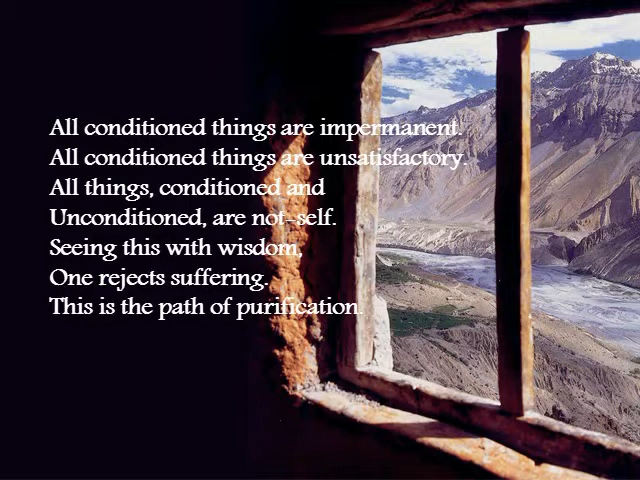 All conditioned things are impermanent.
All conditioned things are unsatisfactory.
All things, conditioned and
Unconditioned, are not-self.
Seeing this with wisdom,
One rejects suffering.
This is the path of purification.